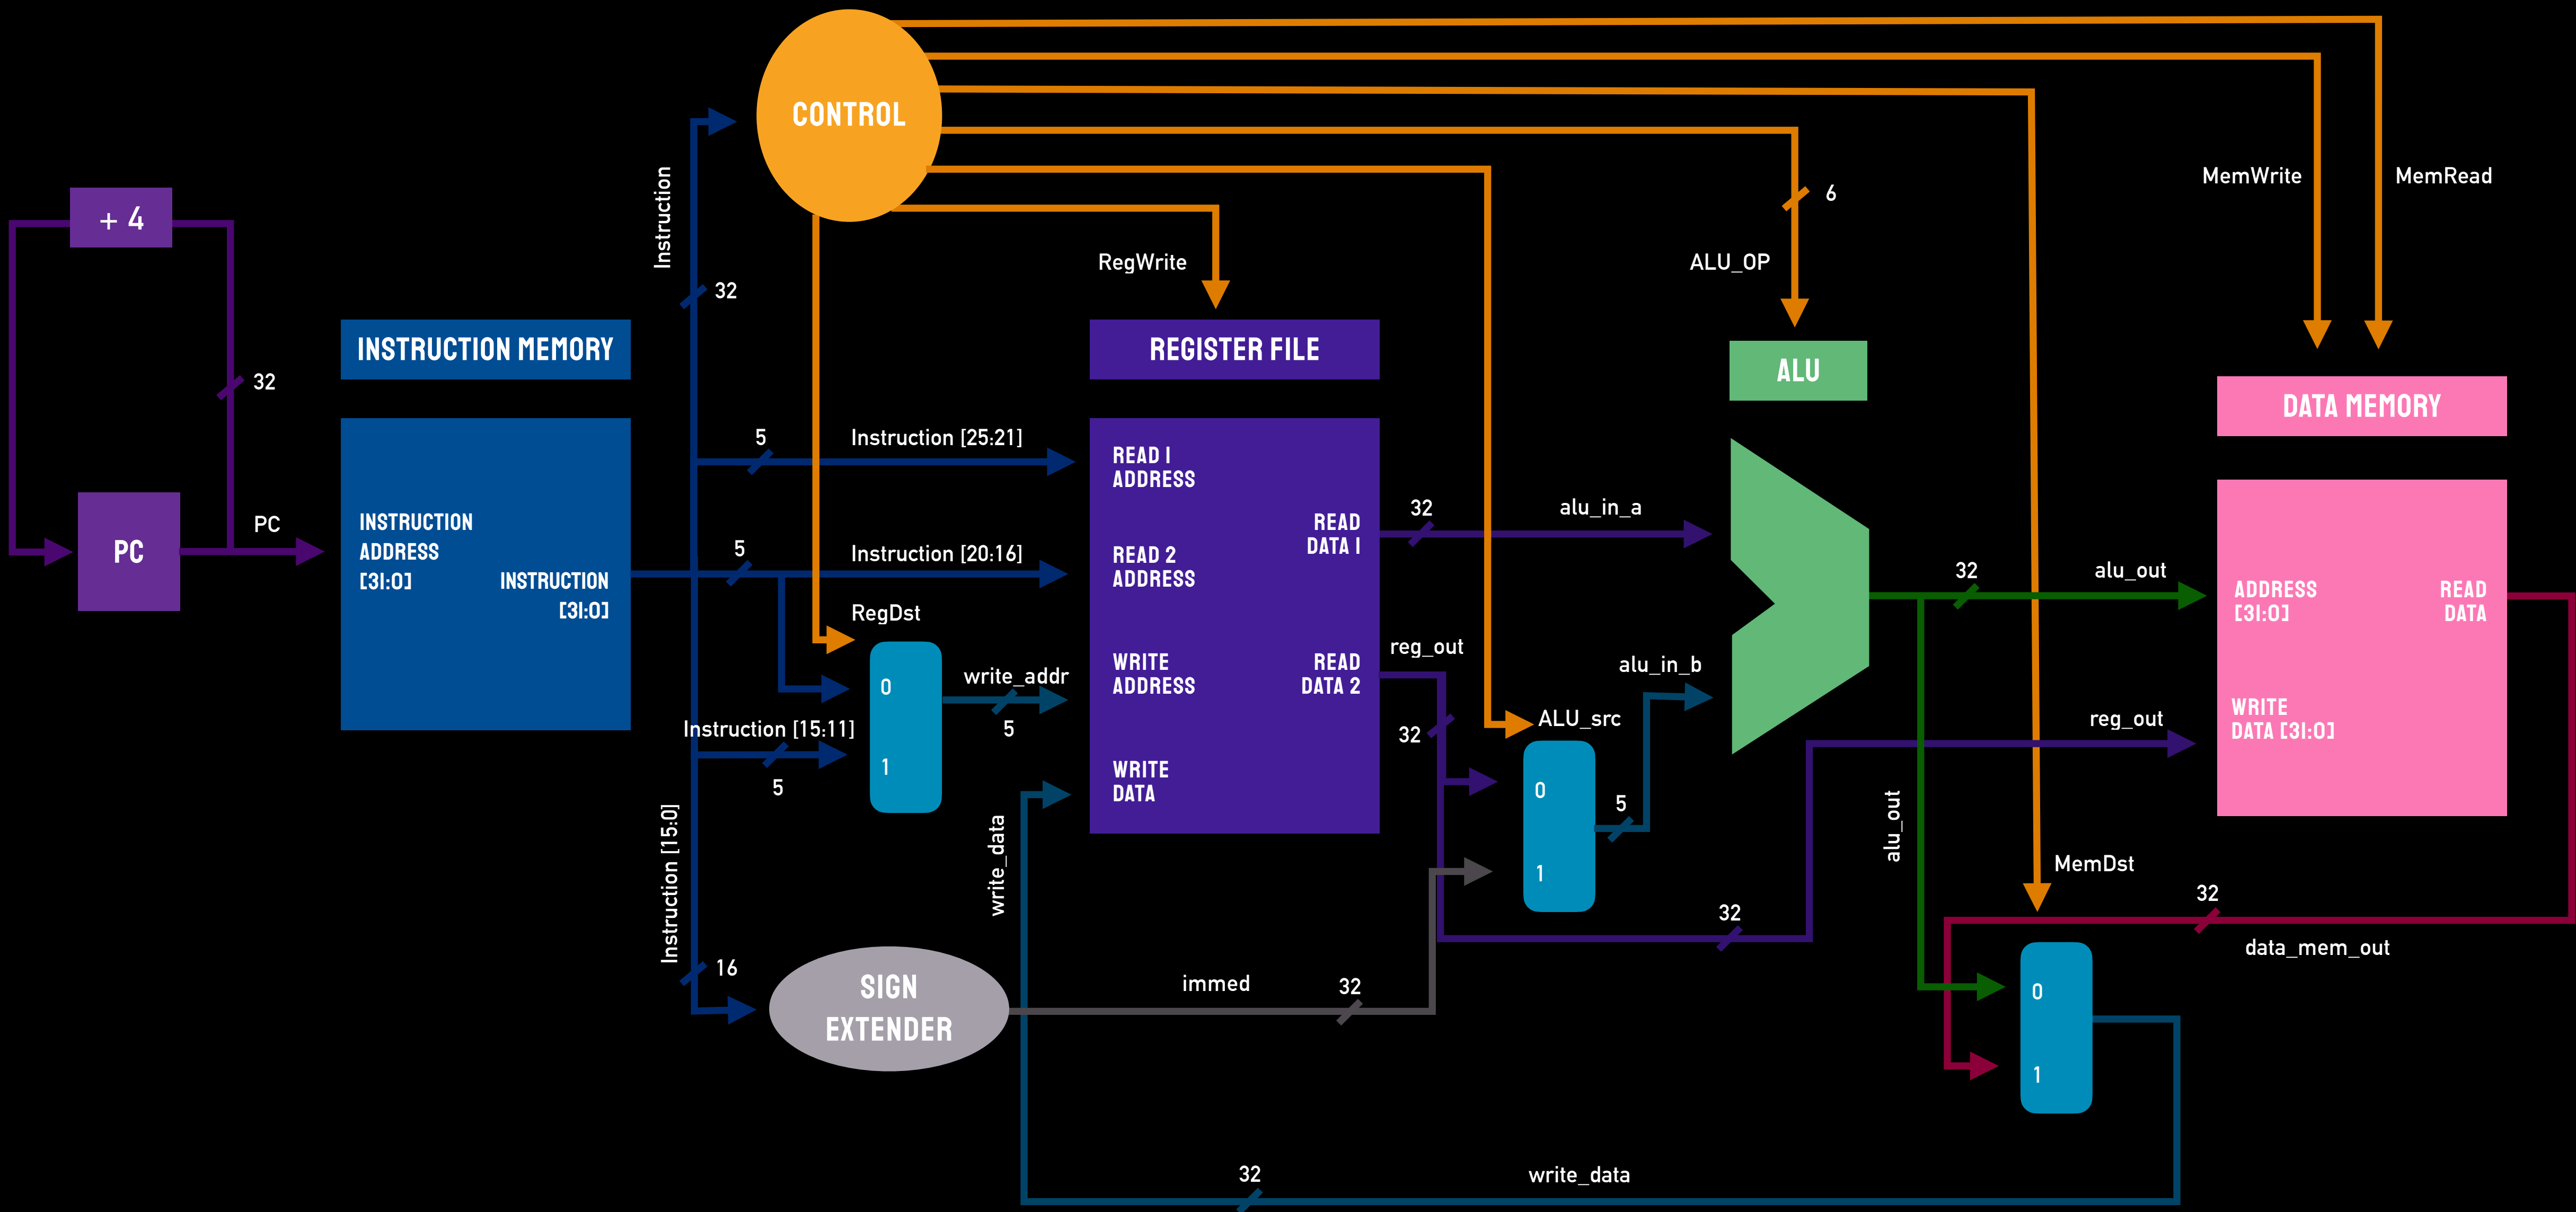 CONTROL
Instruction
32
MemWrite
MemRead
6
+ 4
RegWrite
ALU_OP
INSTRUCTION MEMORY
REGISTER FILE
ALU
32
DATA MEMORY
5
Instruction [25:21]
READ 1
ADDRESS
PC
PC
INSTRUCTION
ADDRESS
[31:0]
INSTRUCTION
[31:0]
5
Instruction [20:16]
READ 2
ADDRESS
READ
DATA 1
32
alu_in_a
32
alu_out
ADDRESS
[31:0]
READ
DATA
RegDst
0
1
write_addr
5
WRITE
ADDRESS
READ
DATA 2
reg_out
32
alu_in_b
ALU_src
0
1
5
reg_out
WRITE
DATA [31:0]
Instruction [15:11]
5
WRITE
DATA
Instruction [15:0]
write_data
alu_out
MemDst
32
32
data_mem_out
16
SIGN
EXTENDER
immed
32
0
1
32
write_data